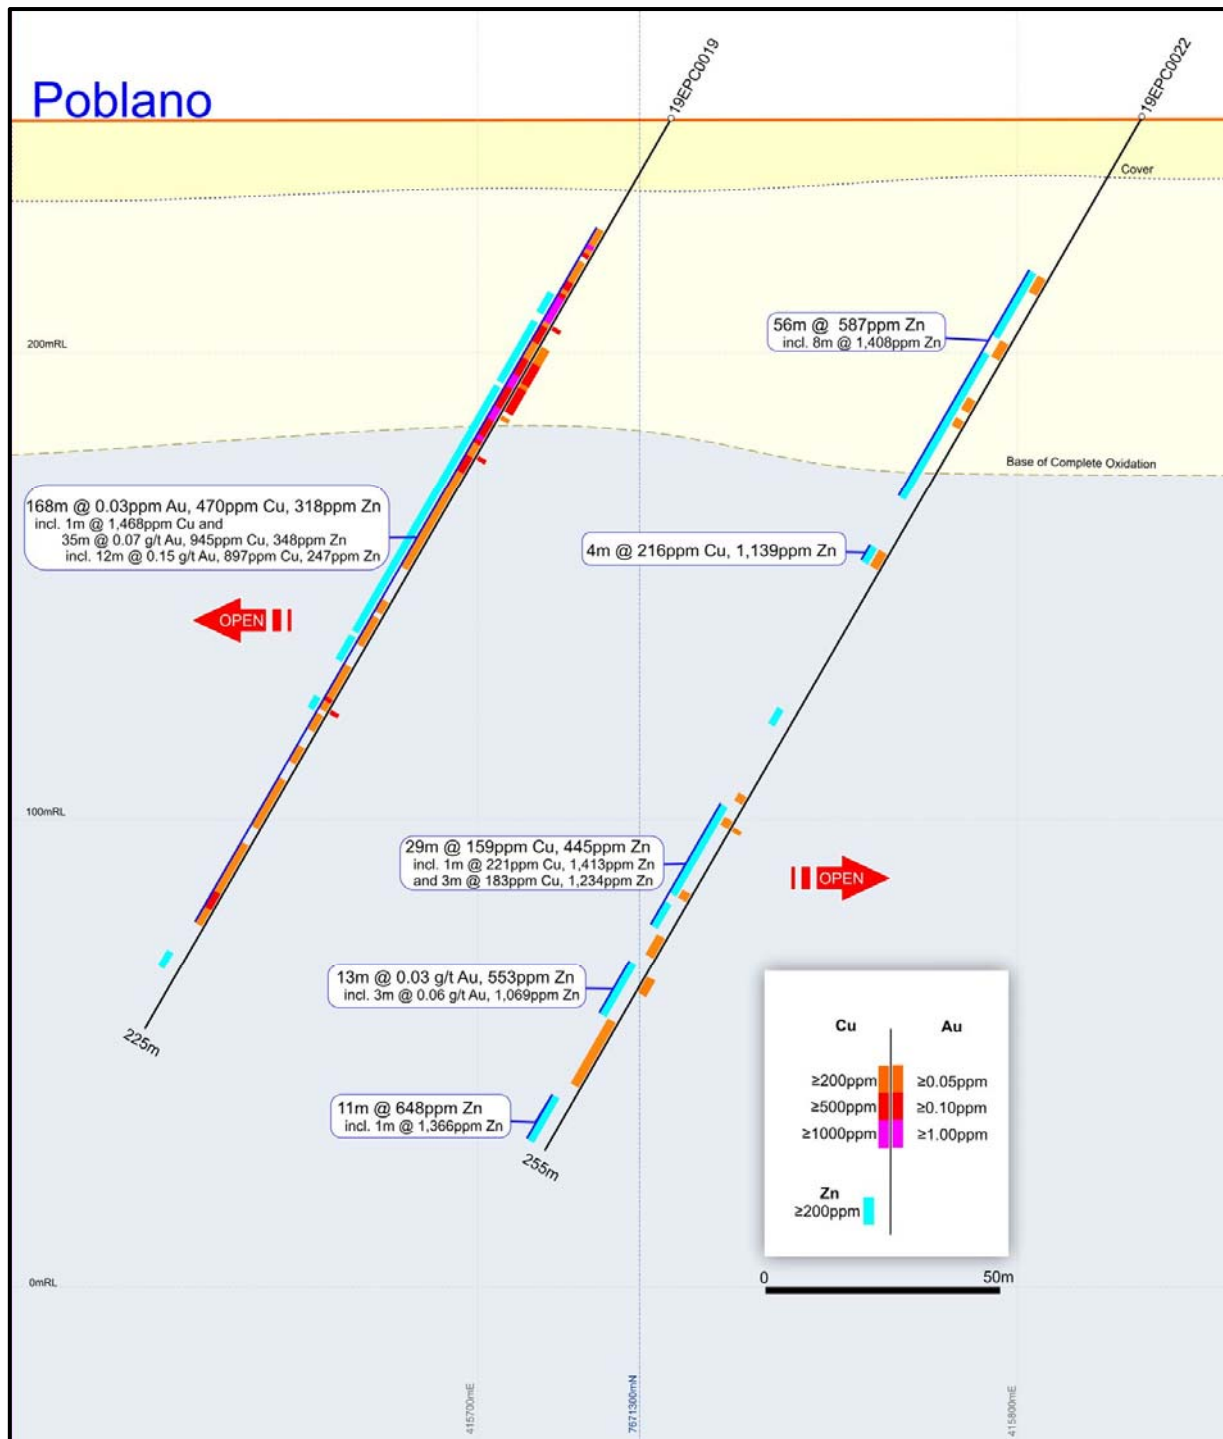 Poblano
19EPC0019
19EPC0022
Cover
200mRL
56m @ 587ppm Zn
incl. 8m @ 1,408ppm Zn
Base of Complete Oxidation
168m @ 0.03ppm Au, 470ppm Cu, 318ppm Zn
incl. 1m @ 1,468ppm Cu and
35m @ 0.07 g/t Au, 945ppm Cu, 348ppm Zn
incl. 12m @ 0.15 g/t Au, 897ppm Cu, 247ppm Zn
4m @ 216ppm Cu, 1,139ppm Zn
OPEN
100mRL
29m @ 159ppm Cu, 445ppm Zn
incl. 1m @ 221ppm Cu, 1,413ppm Zn
and 3m @ 183ppm Cu, 1,234ppm Zn
OPEN
13m @ 0.03 g/t Au, 553ppm Zn
incl. 3m @ 0.06 g/t Au, 1,069ppm Zn
225m
11m @ 648ppm Zn
incl. 1m @ 1,366ppm Zn
255m
Cu Au
≥200ppm ≥0.05ppm
≥500ppm ≥0.10ppm
≥1000ppm ≥1.00ppm
Zn
≥200ppm
0 50m
0mRL
415700mE
7671300mN
415800mE